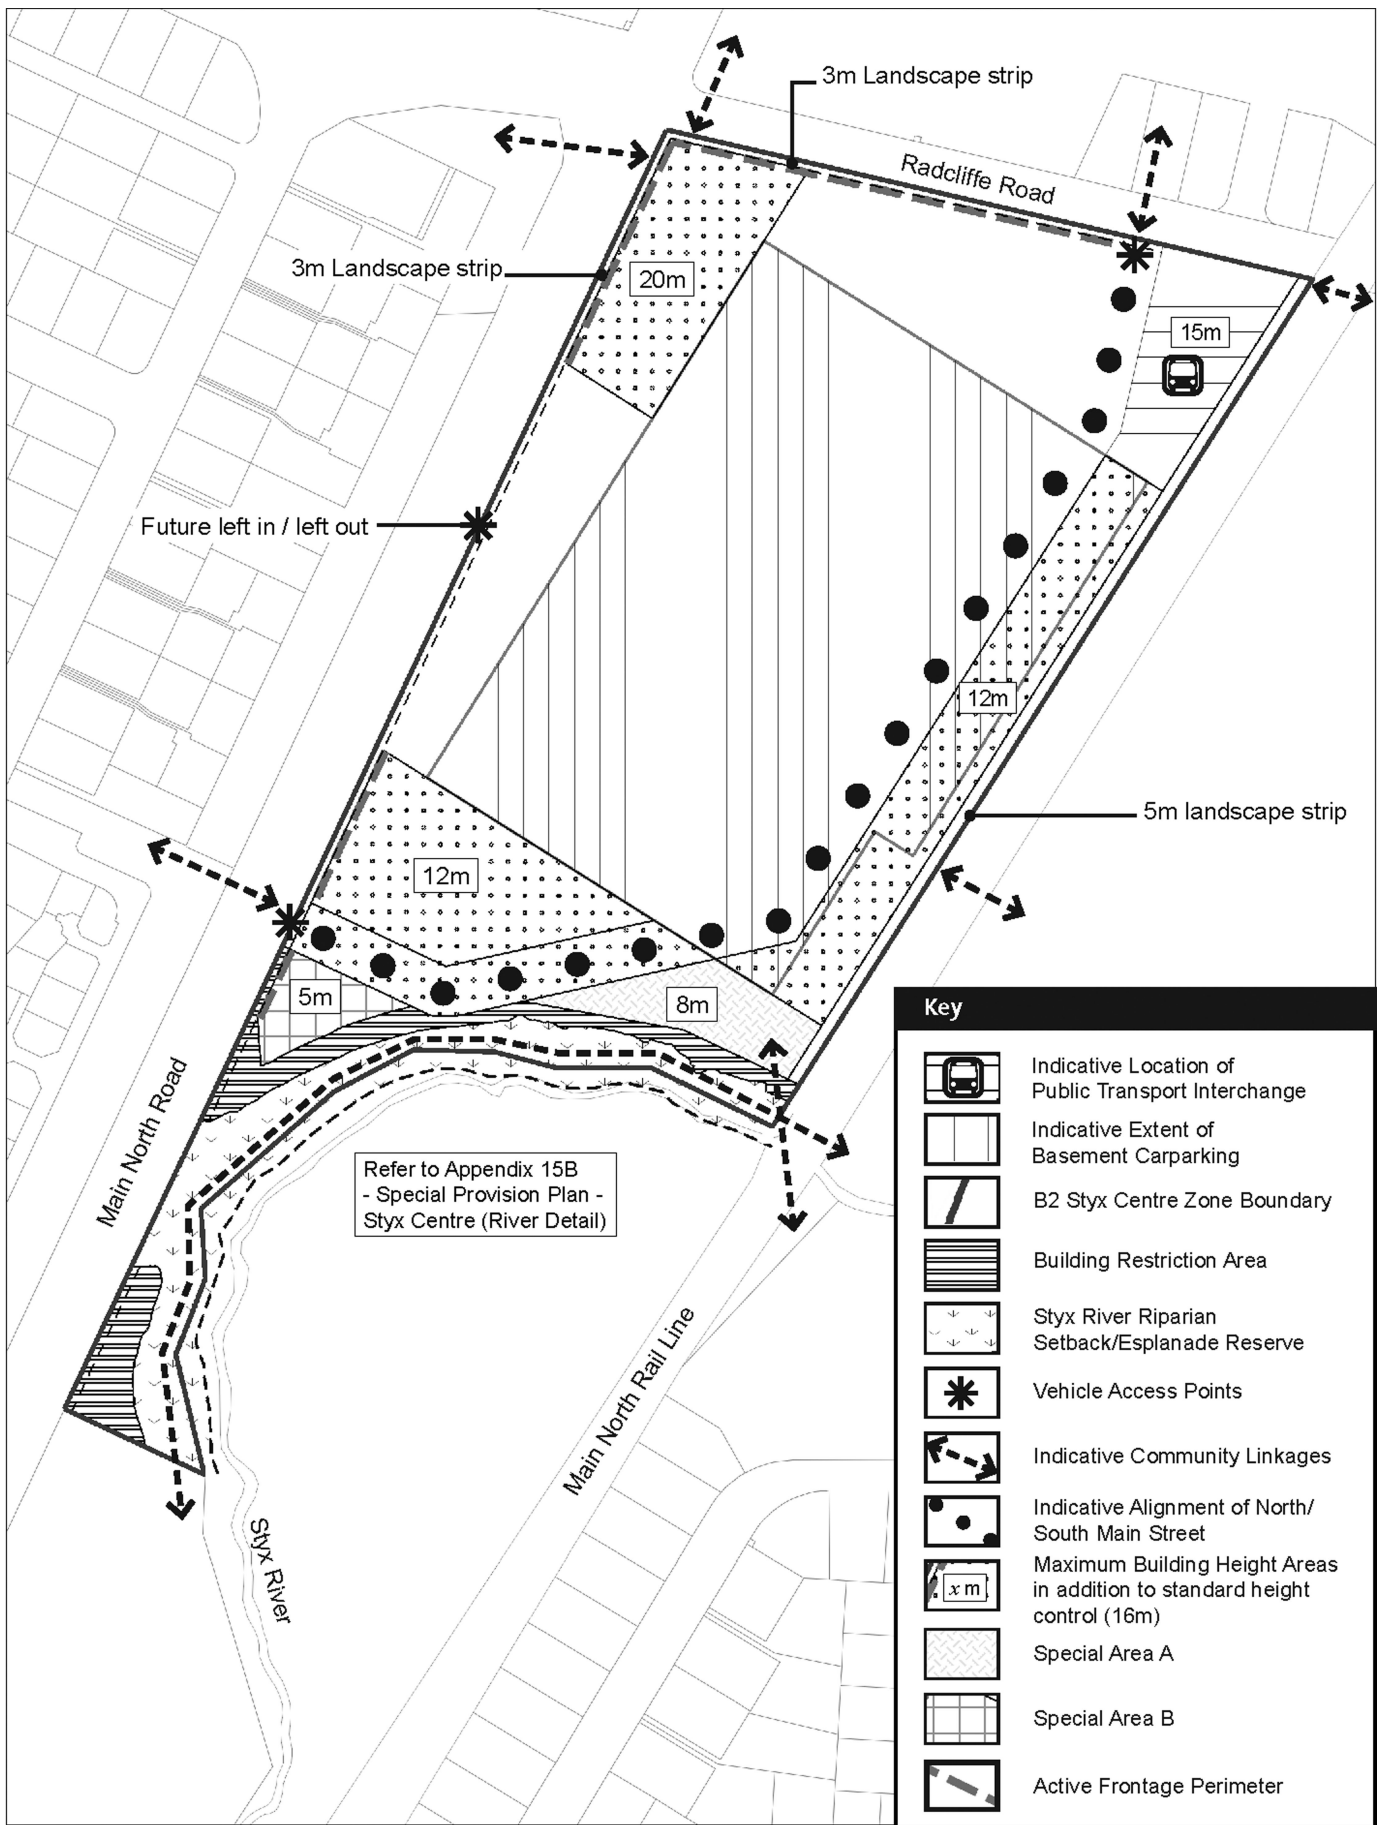 3m Landscape strip
Radcliffe Road
3m Landscape strip
20m
15m
Future left in / left out
12m
5m landscape strip
12m
5m
8m
Main North Road
Refer to Appendix 15B
- Special Provision Plan -
Styx Centre (River Detail)
Main North Rail Line
Styx River
Key
Indicative Location of
Public Transport Interchange
Indicative Extent of
Basement Carparking
B2 Styx Centre Zone Boundary
Building Restriction Area
Styx River Riparian
Setback/Esplanade Reserve
Vehicle Access Points
Indicative Community Linkages
Indicative Alignment of North/
South Main Street
x m
Maximum Building Height Areas
in addition to standard height
control (16m)
Special Area A
Special Area B
Active Frontage Perimeter